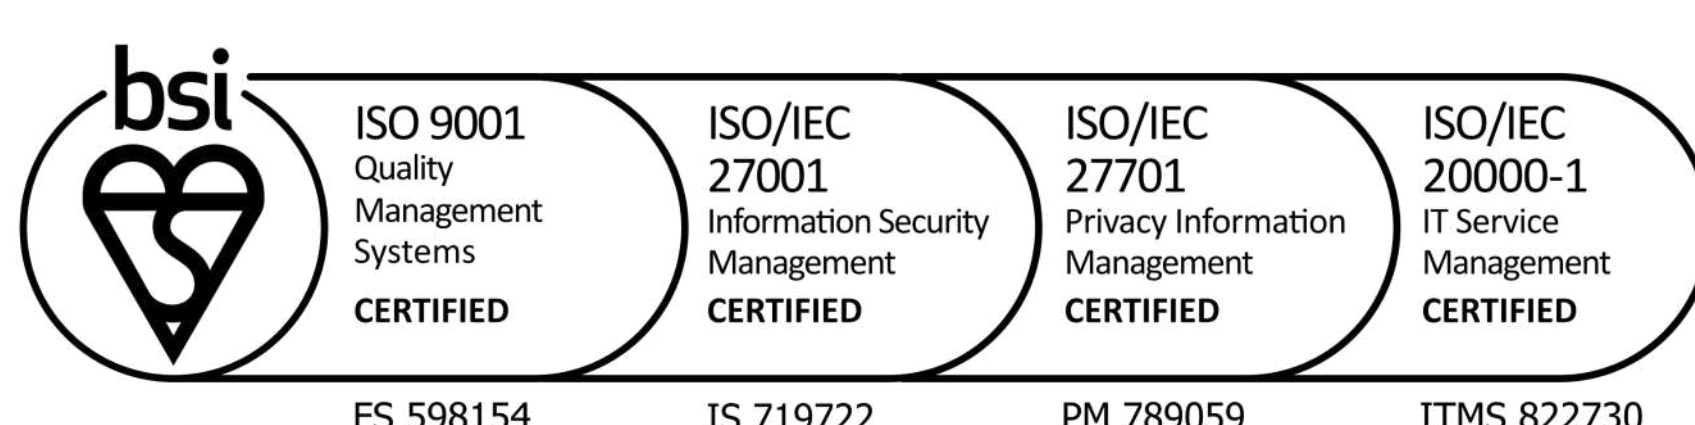 bsi
ISO 9001
Quality
Management
Systems
CERTIFIED
ISO/IEC
27001
Information Security
Management
CERTIFIED
ISO/IEC
27701
Privacy Information
Management
CERTIFIED
ISO/IEC
20000-1
IT Service
Management
CERTIFIED
FS 598154
IS 719722
PM 789059
ITMS 822730